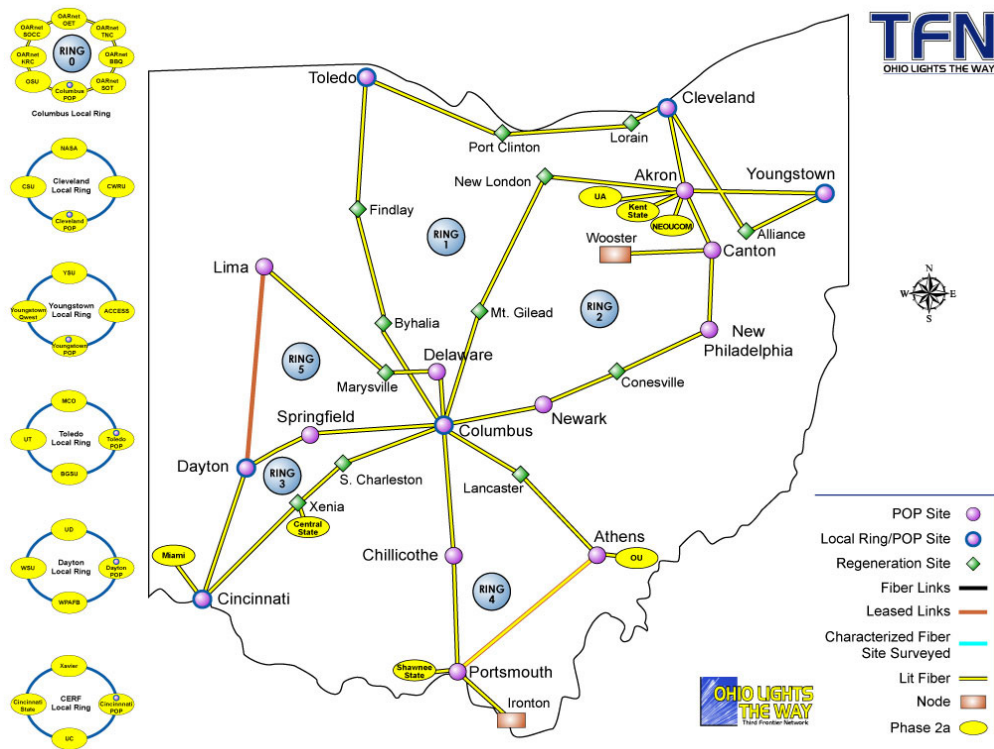 OARnet
OET
OARnet
SOCC
OARnet
TNC
OARnet
KRC
RING
0
OARnet
BBQ
OSU
Columbus
POP
OARnet
SOT
Columbus Local Ring
NASA
CSU
Cleveland
Local Ring
CWRU
Cleveland
POP
YSU
Youngstown
Qwest
Youngstown
Local Ring
ACCESS
Youngstown
POP
MCO
UT
Toledo
Local Ring
Toledo
POP
BGSU
UD
WSU
Dayton
Local Ring
Dayton
POP
WPAFB
Xavier
Cincinnati
State
CERF
Local Ring
Cincinnnati
POP
UC
TFN
OHIO LIGHTS THE WAY
Toledo
Cleveland
Port Clinton
Lorain
New London
Akron
Youngstown
UA
Kent
State
NEOUCOM
Findlay
RING
1
Alliance
Wooster
Canton
Lima
Byhalia
Mt. Gilead
RING
2
New
Philadelphia
RING
5
Delaware
Marysville
Conesville
Springfield
Newark
Columbus
Dayton
RING
3
S. Charleston
Lancaster
Xenia
Central
State
Chillicothe
Athens
OU
Miami
Cincinnati
RING
4
Shawnee
State
Portsmouth
Ironton
N
W
E
S
POP Site
Local Ring/POP Site
Regeneration Site
Fiber Links
Leased Links
Characterized Fiber
Site Surveyed
Lit Fiber
Node
Phase 2a
OHIO LIGHTS
THE WAY
Third Frontier Network